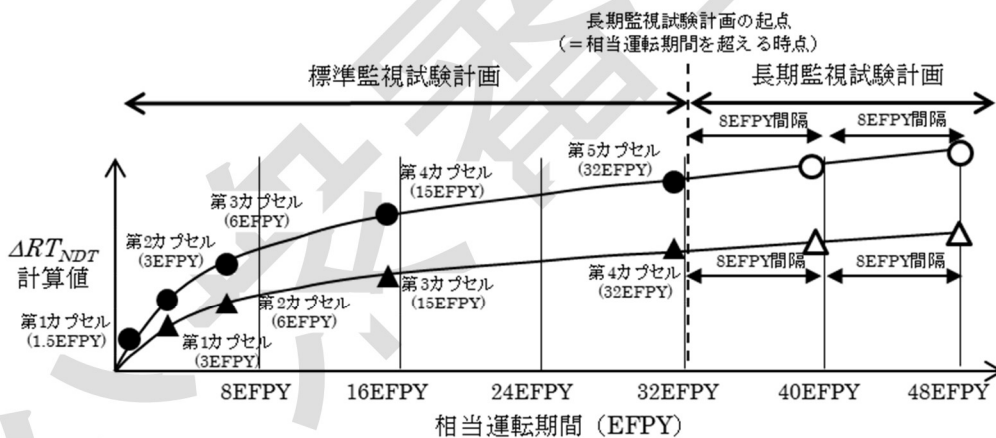 長期監視試験計画の起点
(＝相当運転期間を超える時点)
標準監視試験計画
長期監視試験計画
8EFPY間隔
8EFPY間隔
第5カプセル
(32EFPY)
第4カプセル
(15EFPY)
第3カプセル
(6EFPY)
第2カプセル
(3EFPY)
第1カプセル
(1.5EFPY)
ΔRT_NDT
計算値
第1カプセル
(3EFPY)
第2カプセル
(6EFPY)
第3カプセル
(15EFPY)
第4カプセル
(32EFPY)
8EFPY間隔
8EFPY間隔
8EFPY
16EFPY
24EFPY
32EFPY
40EFPY
48EFPY
相当運転期間（EFPY）